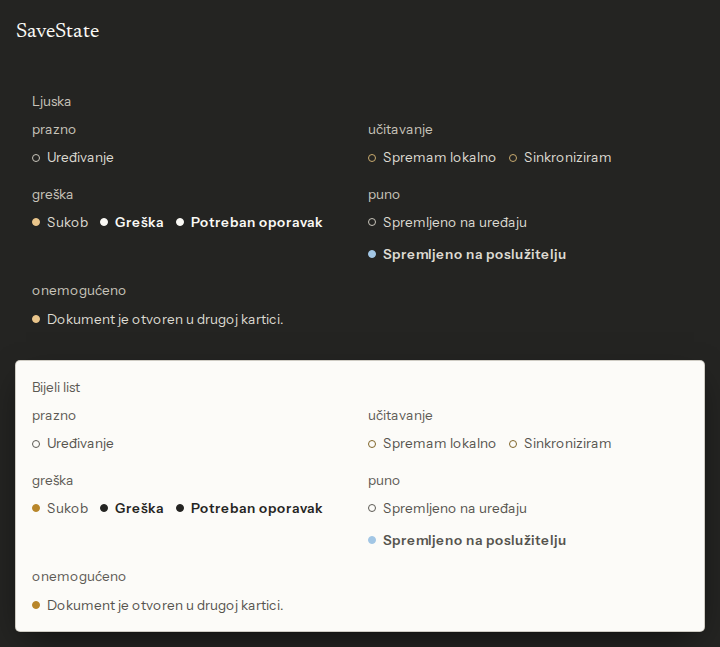 SaveState
Ljuska
prazno
Uređivanje
učitavanje
Spremam lokalno Sinkroniziram
greška
Sukob Greška Potreban oporavak
puno
Spremljeno na uređaju
Spremljeno na poslužitelju
onemogućeno
Dokument je otvoren u drugoj kartici.
Bijeli list
prazno
Uređivanje
učitavanje
Spremam lokalno Sinkroniziram
greška
Sukob Greška Potreban oporavak
puno
Spremljeno na uređaju
Spremljeno na poslužitelju
onemogućeno
Dokument je otvoren u drugoj kartici.